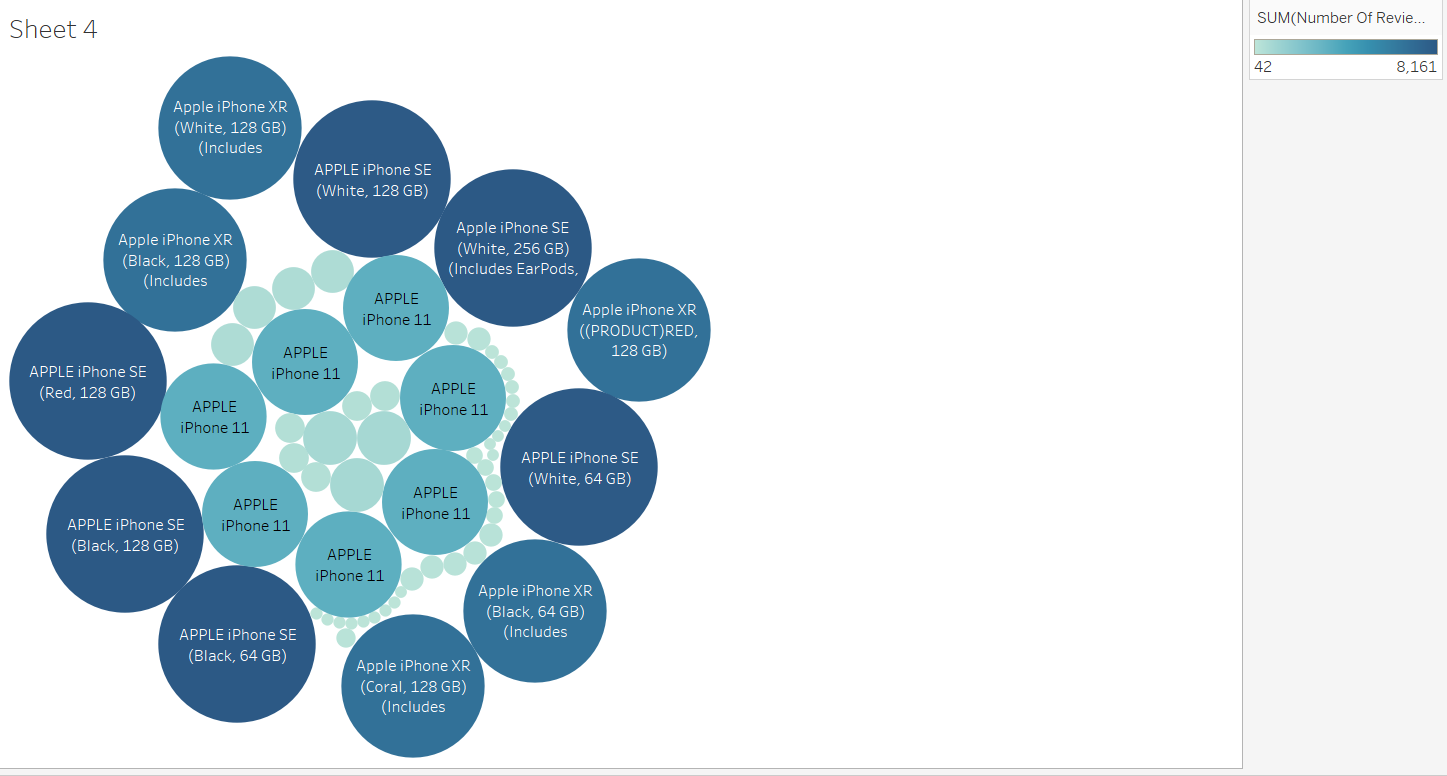 Sheet 4
SUM(Number Of Revie...
42
8,161
Apple iPhone XR
(White, 128 GB)
(Includes
APPLE iPhone SE
(White, 128 GB)
Apple iPhone SE
(White, 256 GB)
(Includes EarPods,
Apple iPhone XR
(Black, 128 GB)
(Includes
Apple iPhone XR
((PRODUCT)RED,
128 GB)
APPLE
iPhone 11
APPLE
iPhone 11
APPLE iPhone SE
(Red, 128 GB)
APPLE
iPhone 11
APPLE
iPhone 11
APPLE iPhone SE
(White, 64 GB)
APPLE
iPhone 11
APPLE
iPhone 11
APPLE iPhone SE
(Black, 128 GB)
APPLE
iPhone 11
Apple iPhone XR
(Black, 64 GB)
(Includes
APPLE iPhone SE
(Black, 64 GB)
Apple iPhone XR
(Coral, 128 GB)
(Includes